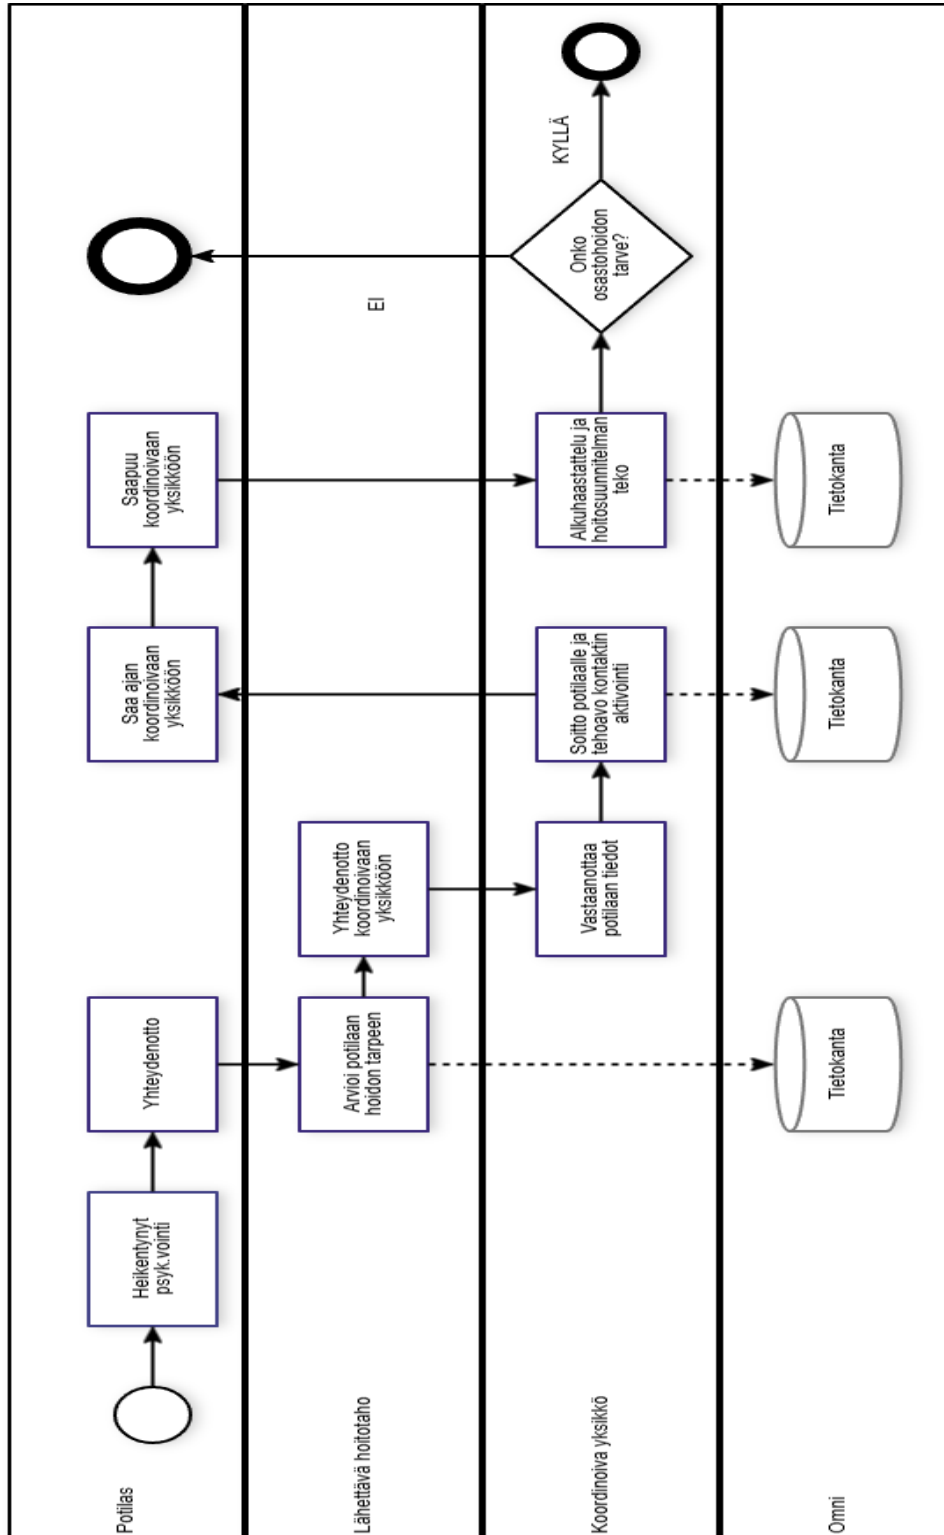 Potilas
Heikentynyt
psyk.vointi
Yhteydenotto
Saa ajan
koordinoivaan
yksikköön
Saapuu
koordinoivaan
yksikköön
Lähettävä hoitotaho
Arvioi potilaan
hoidon tarpeen
Yhteydenotto
koordinoivaan
yksikköön
EI
Koordinoiva yksikkö
Vastaanottaa
potilaan tiedot
Soitto potilaalle ja
tehoavo kontaktin
aktivointi
Alkuhaastattelu ja
hoitosuunnitelman
teko
Onko
osastohoidon
tarve?
KYLLÄ
Omni
Tietokanta
Tietokanta
Tietokanta